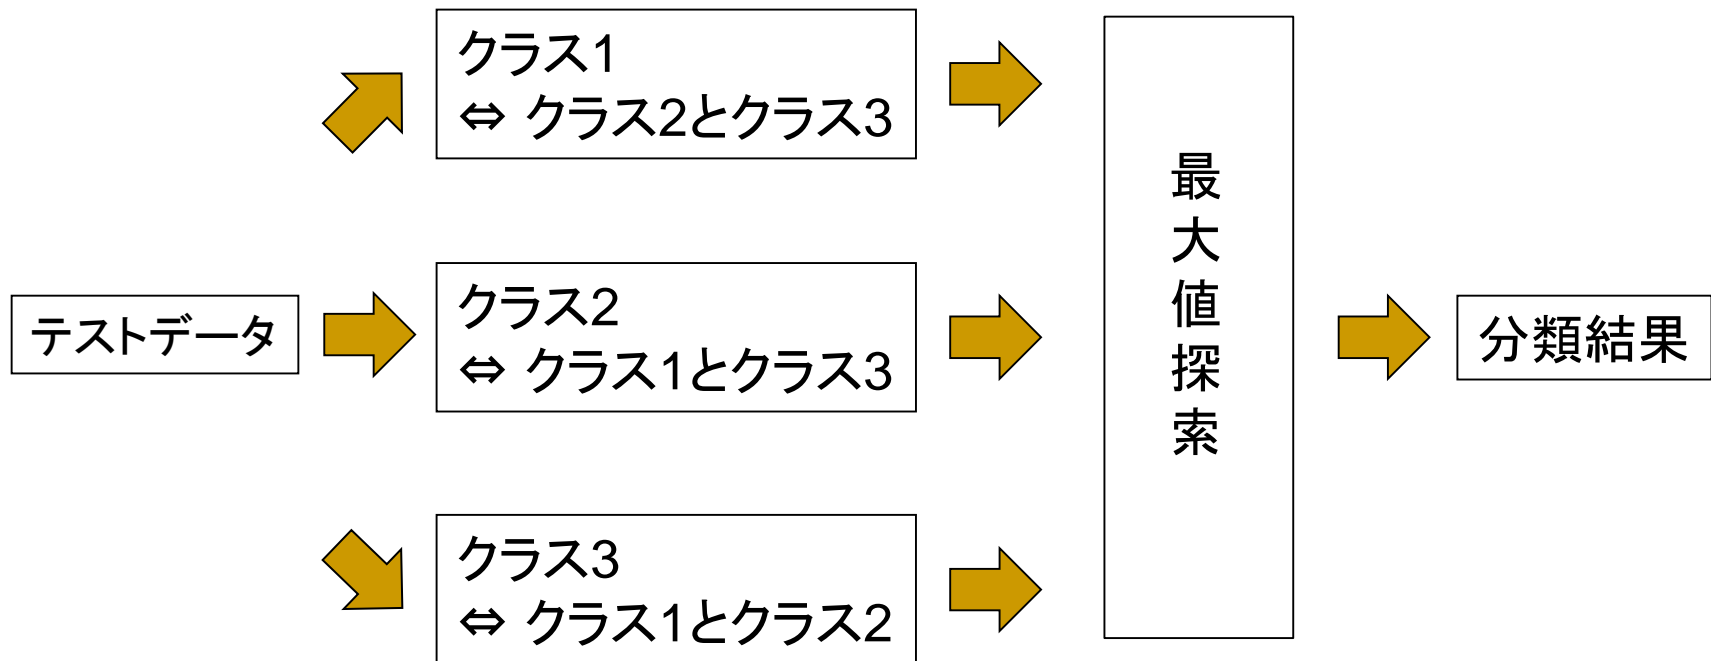 クラス1
⇔ クラス2とクラス3
テストデータ
クラス2
⇔ クラス1とクラス3
クラス3
⇔ クラス1とクラス2
最大値探索
分類結果